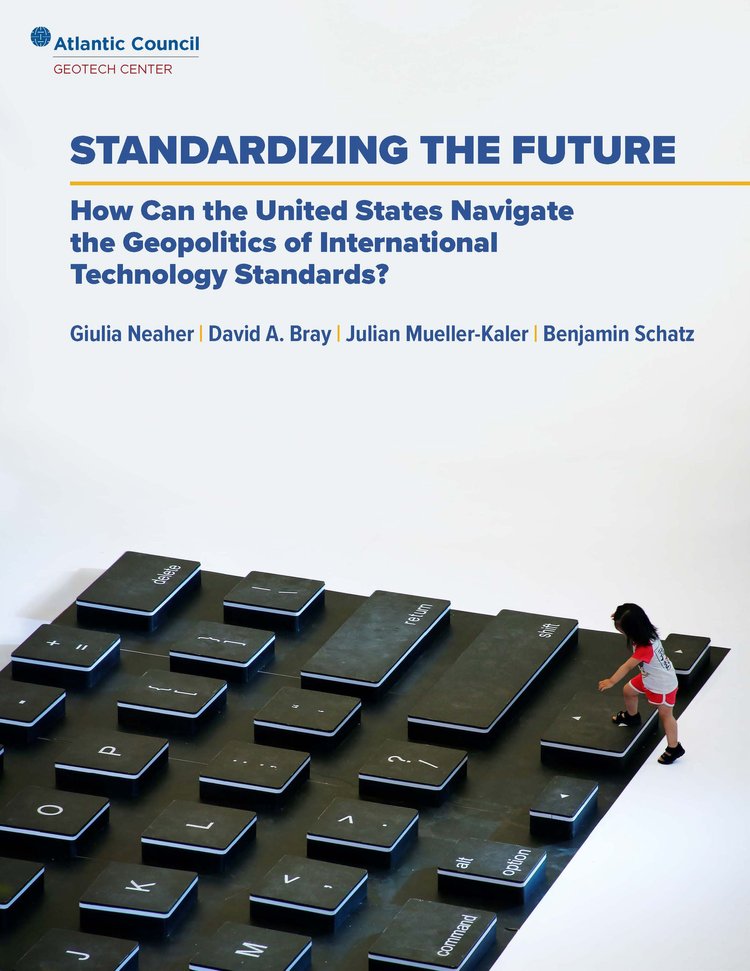 Atlantic Council
GEOTECH CENTER
STANDARDIZING THE FUTURE
How Can the United States Navigate
the Geopolitics of International
Technology Standards?
Giulia Neaher | David A. Bray | Julian Mueller-Kaler | Benjamin Schatz
delete
| \
+ =
} ]
return
shift
{ [
" '
P
: ;
? /
O
L
> .
K
< ,
alt option
J
M
command